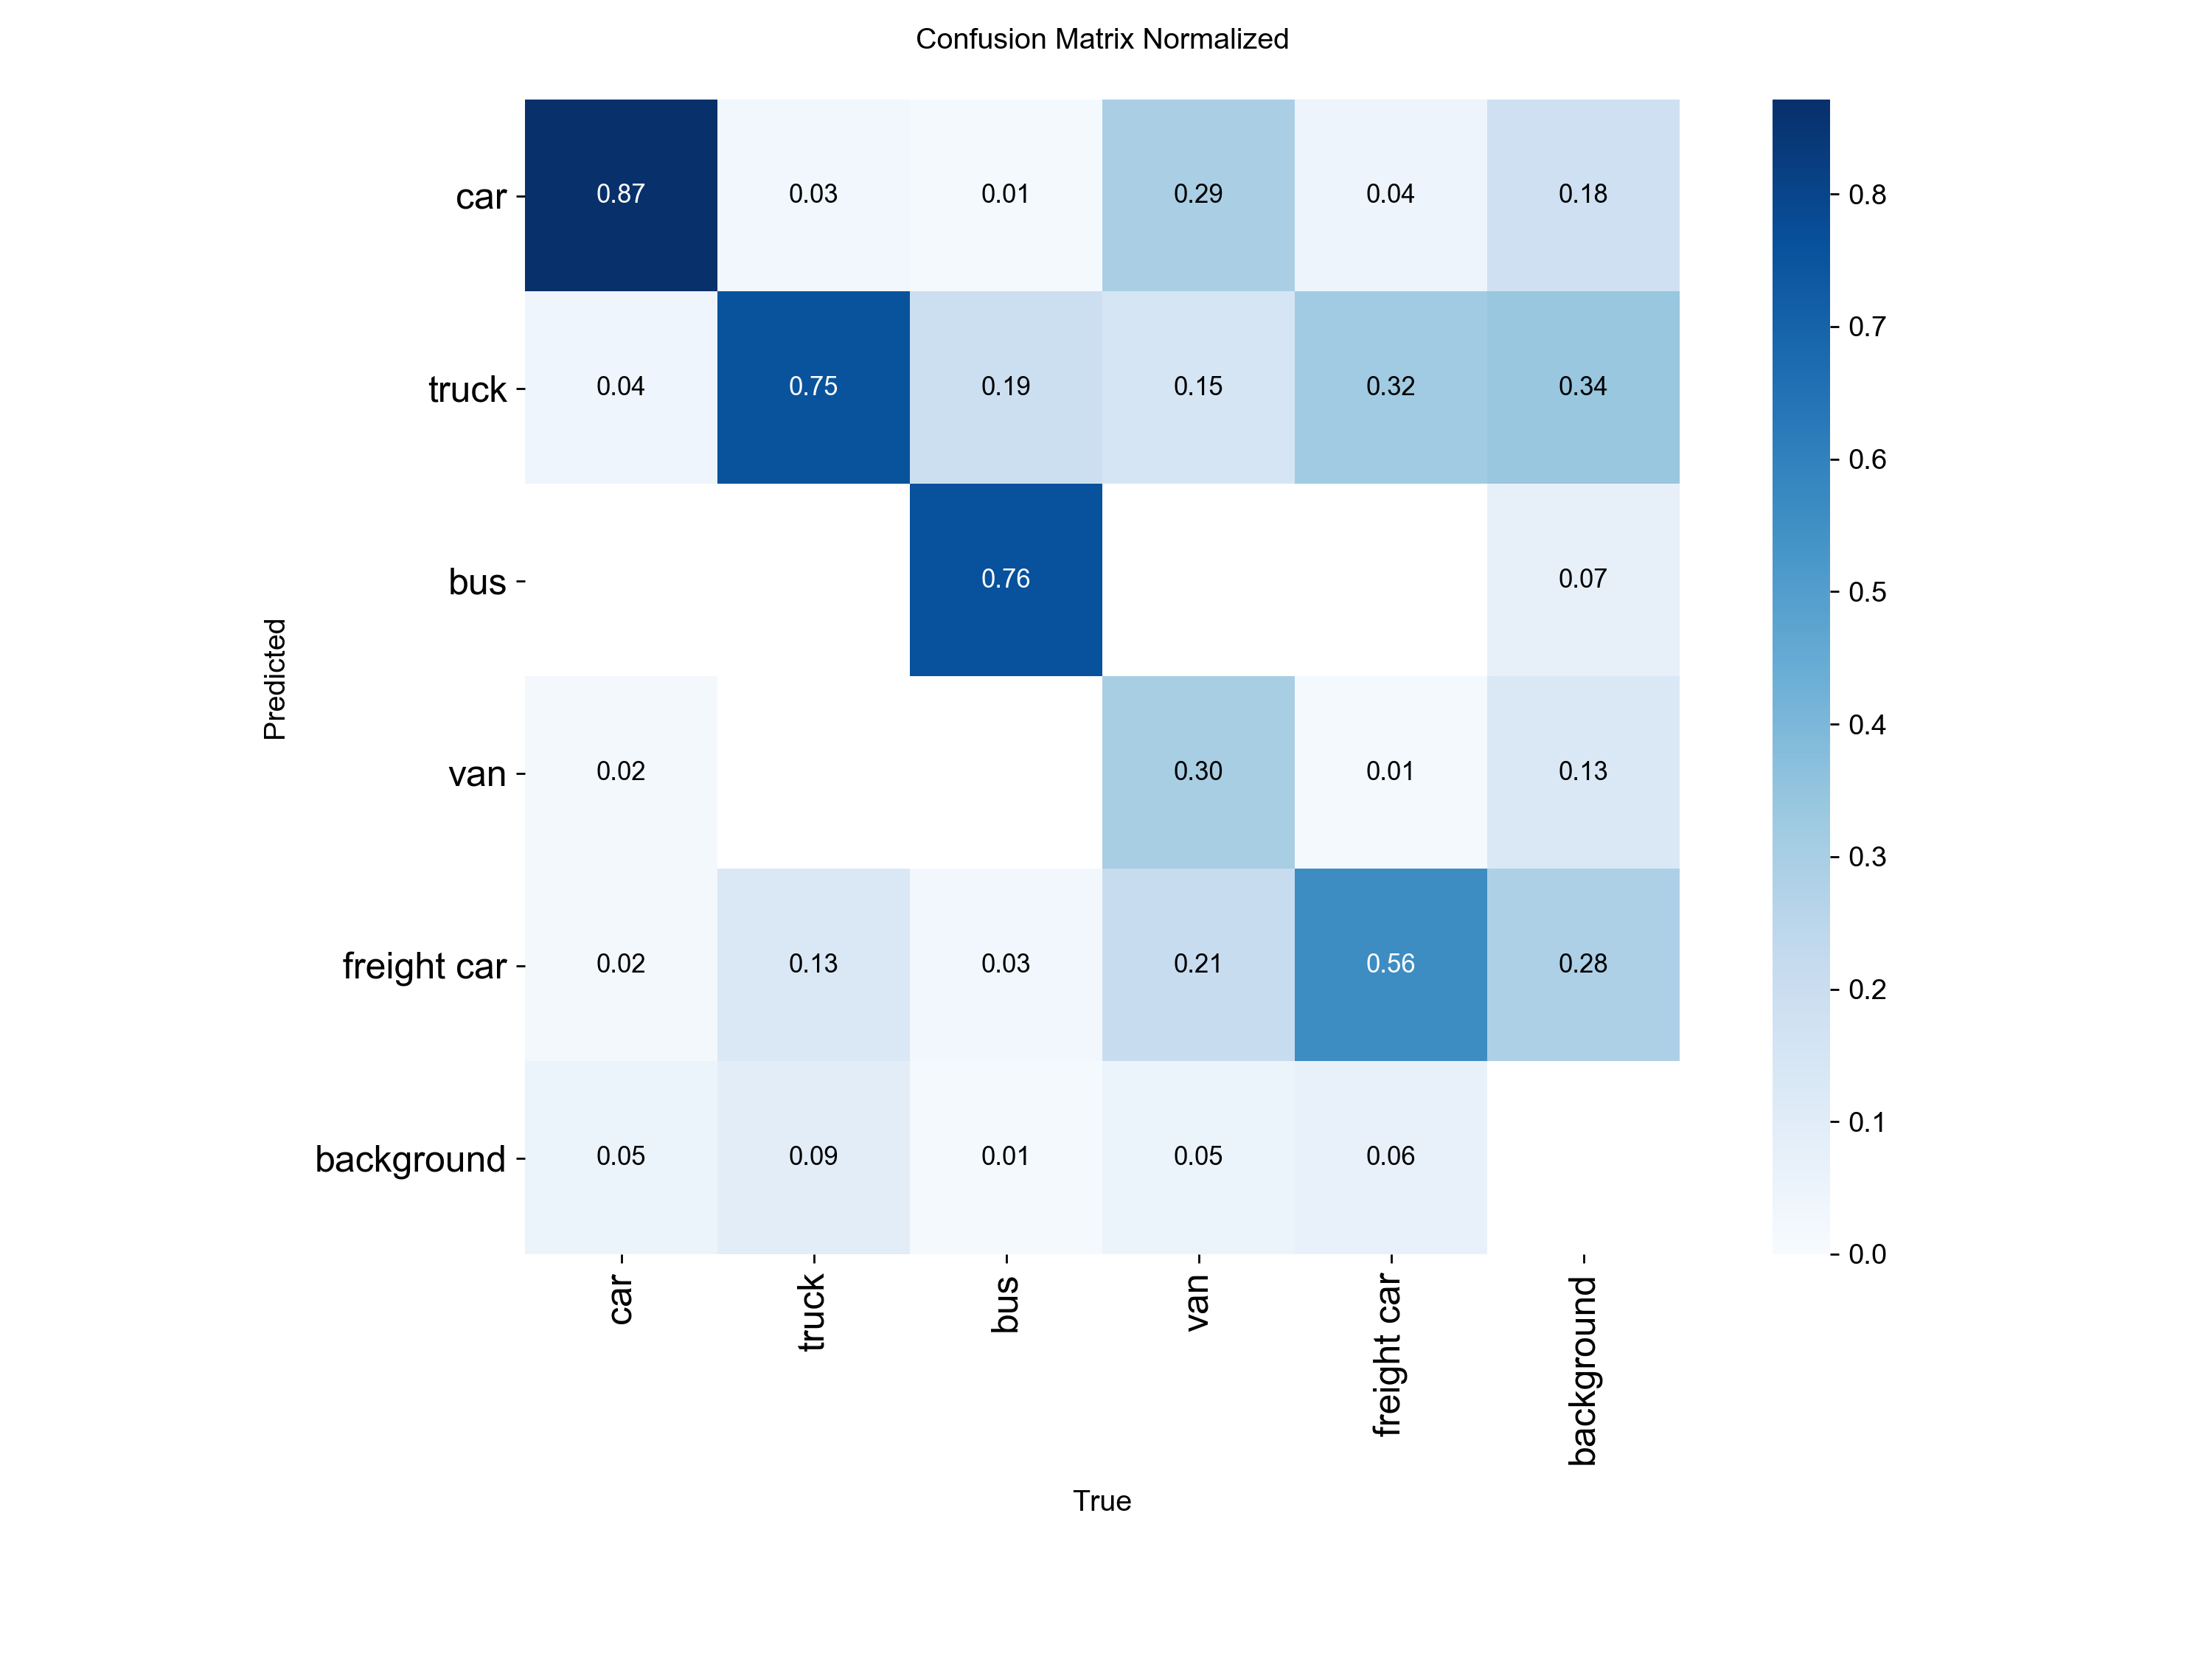 Confusion Matrix Normalized
car 0.87 0.03 0.01 0.29 0.04 0.18
truck 0.04 0.75 0.19 0.15 0.32 0.34
bus 0.76 0.07
van 0.02 0.30 0.01 0.13
freight car 0.02 0.13 0.03 0.21 0.56 0.28
background 0.05 0.09 0.01 0.05 0.06
Predicted
car
truck
bus
van
freight car
background
True
0.8
0.7
0.6
0.5
0.4
0.3
0.2
0.1
0.0